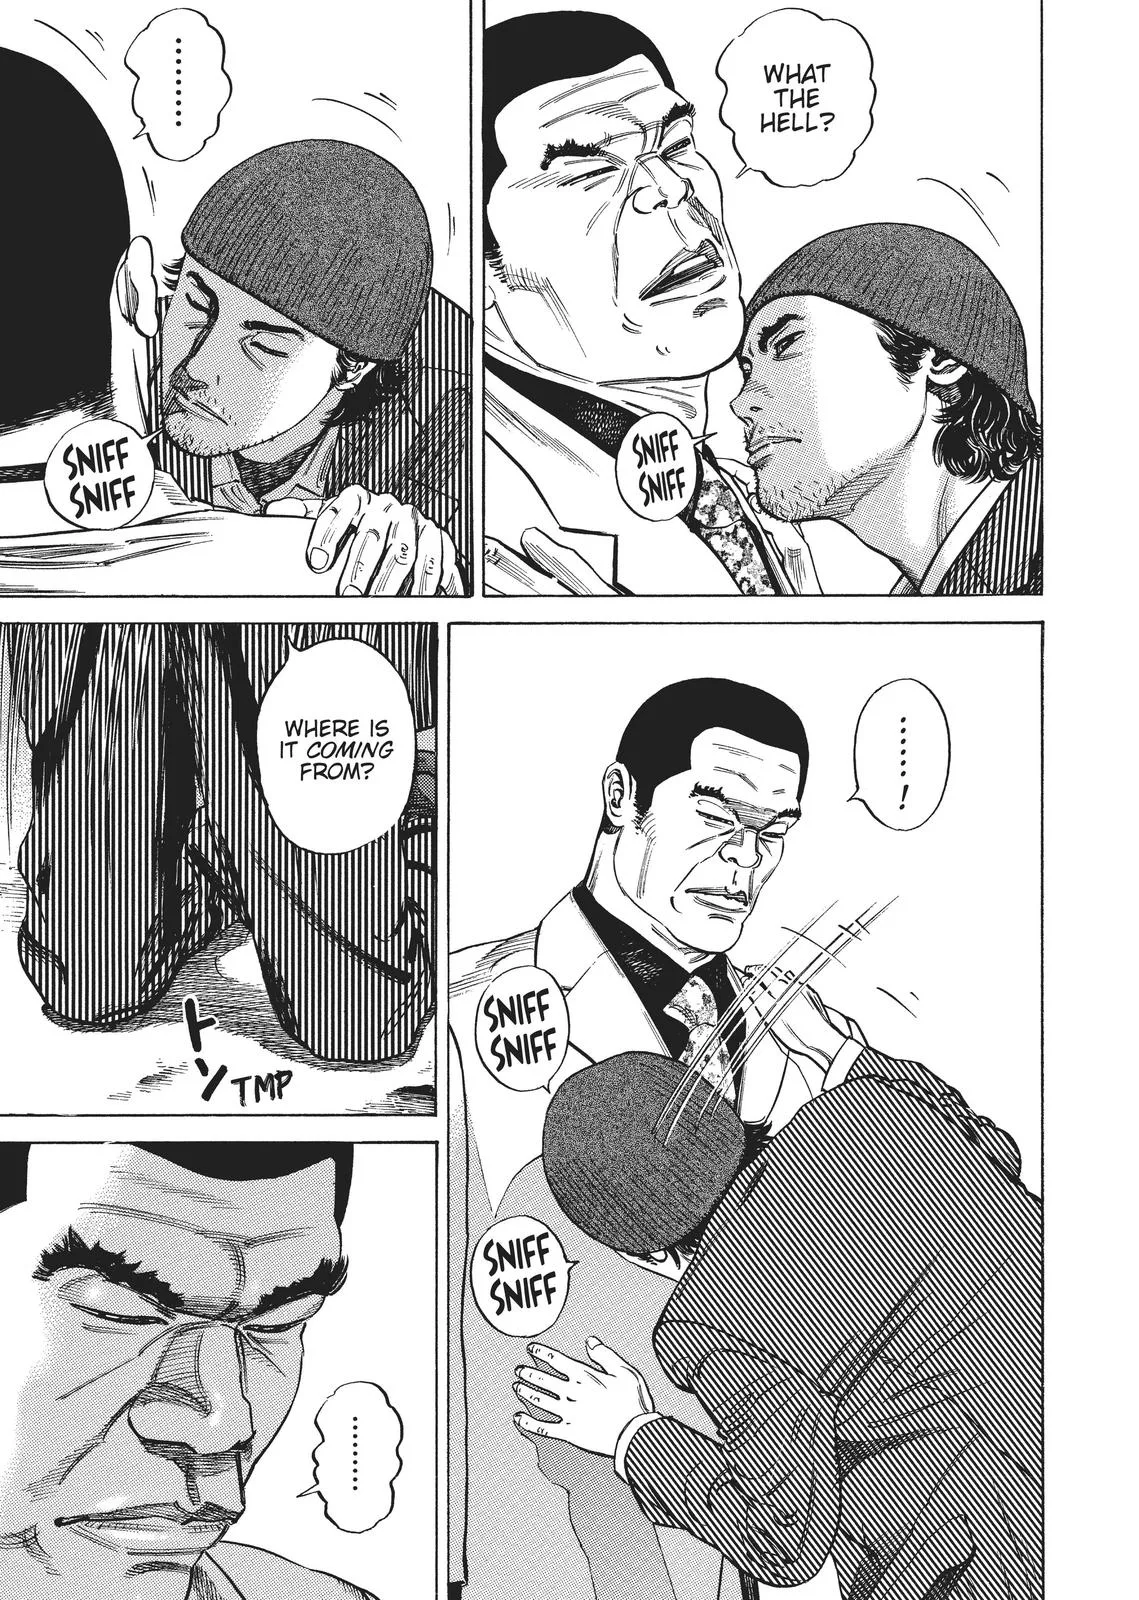 WHAT
THE
HELL?
SNIFF
SNIFF
.........
SNIFF
SNIFF
.......!
SNIFF
SNIFF
SNIFF
SNIFF
WHERE IS
IT COMING
FROM?
トン
TMP
.......